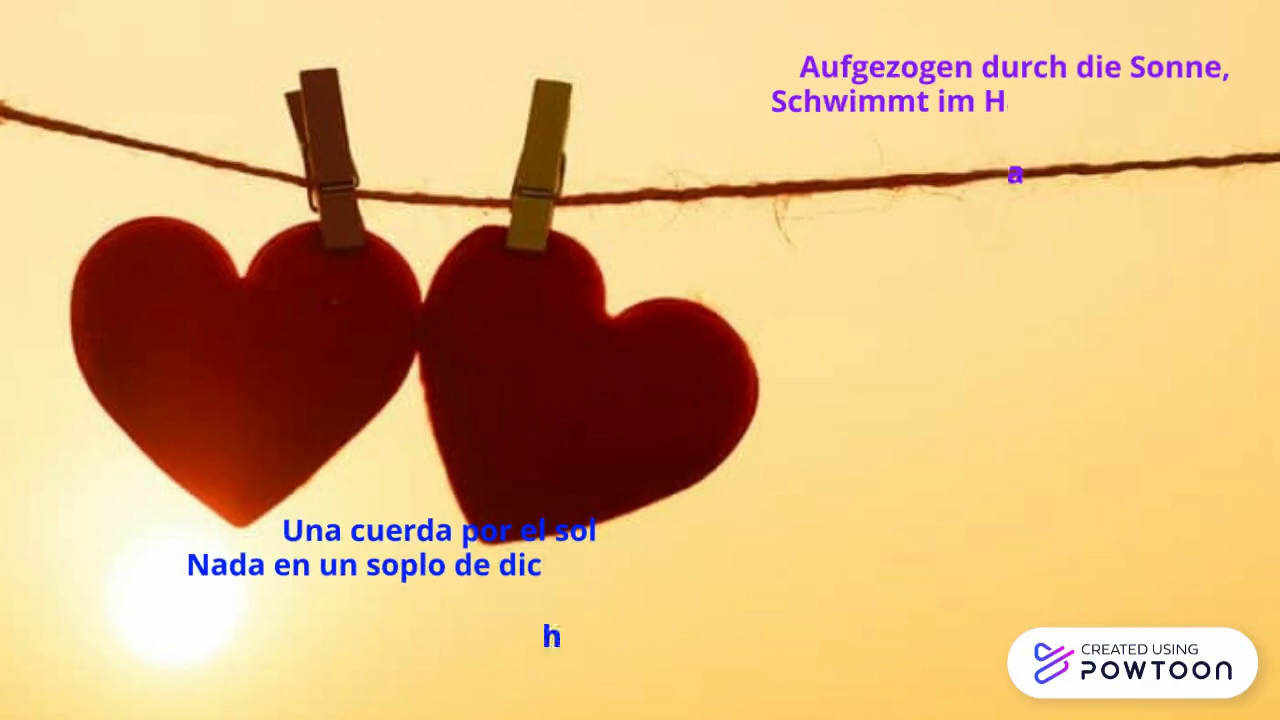 Aufgezogen durch die Sonne,
Schwimmt im H
a
Una cuerda por el sol
Nada en un soplo de dic
h
CREATED USING
POWTOON